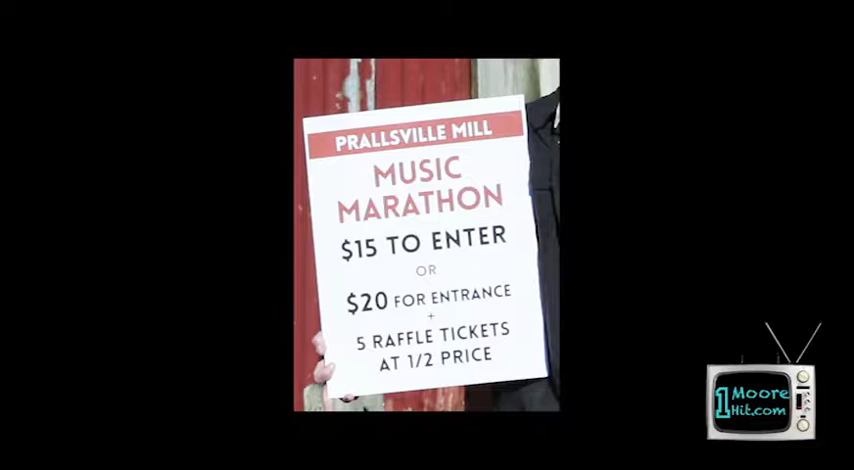 PRALLSVILLE MILL
MUSIC
MARATHON
$15 TO ENTER
OR
$20 FOR ENTRANCE
+
5 RAFFLE TICKETS
AT 1/2 PRICE
1Moore
Hit.com